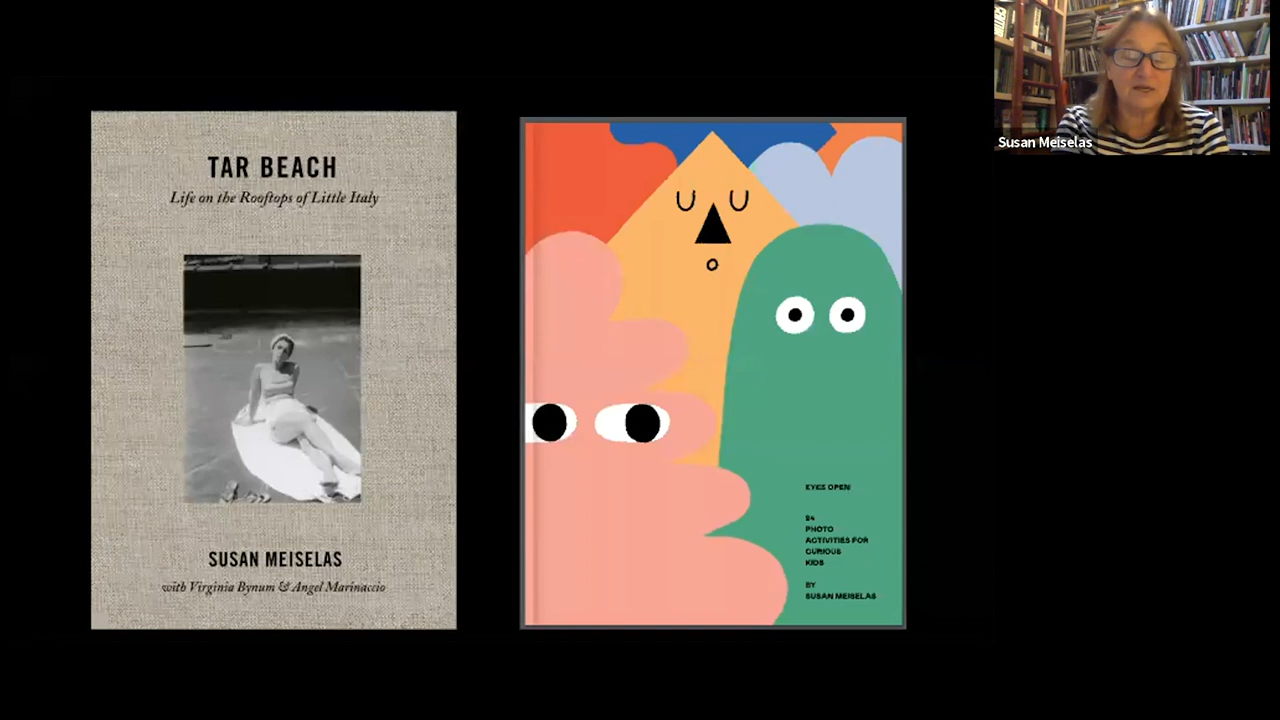 TAR BEACH
Life on the Rooftops of Little Italy
SUSAN MEISELAS
with Virginia Bynum & Angel Marinaccio
EYES OPEN
PHOTO
ACTIVITIES FOR
CURIOUS
KIDS
BY
SUSAN MEISELAS
Susan Meiselas